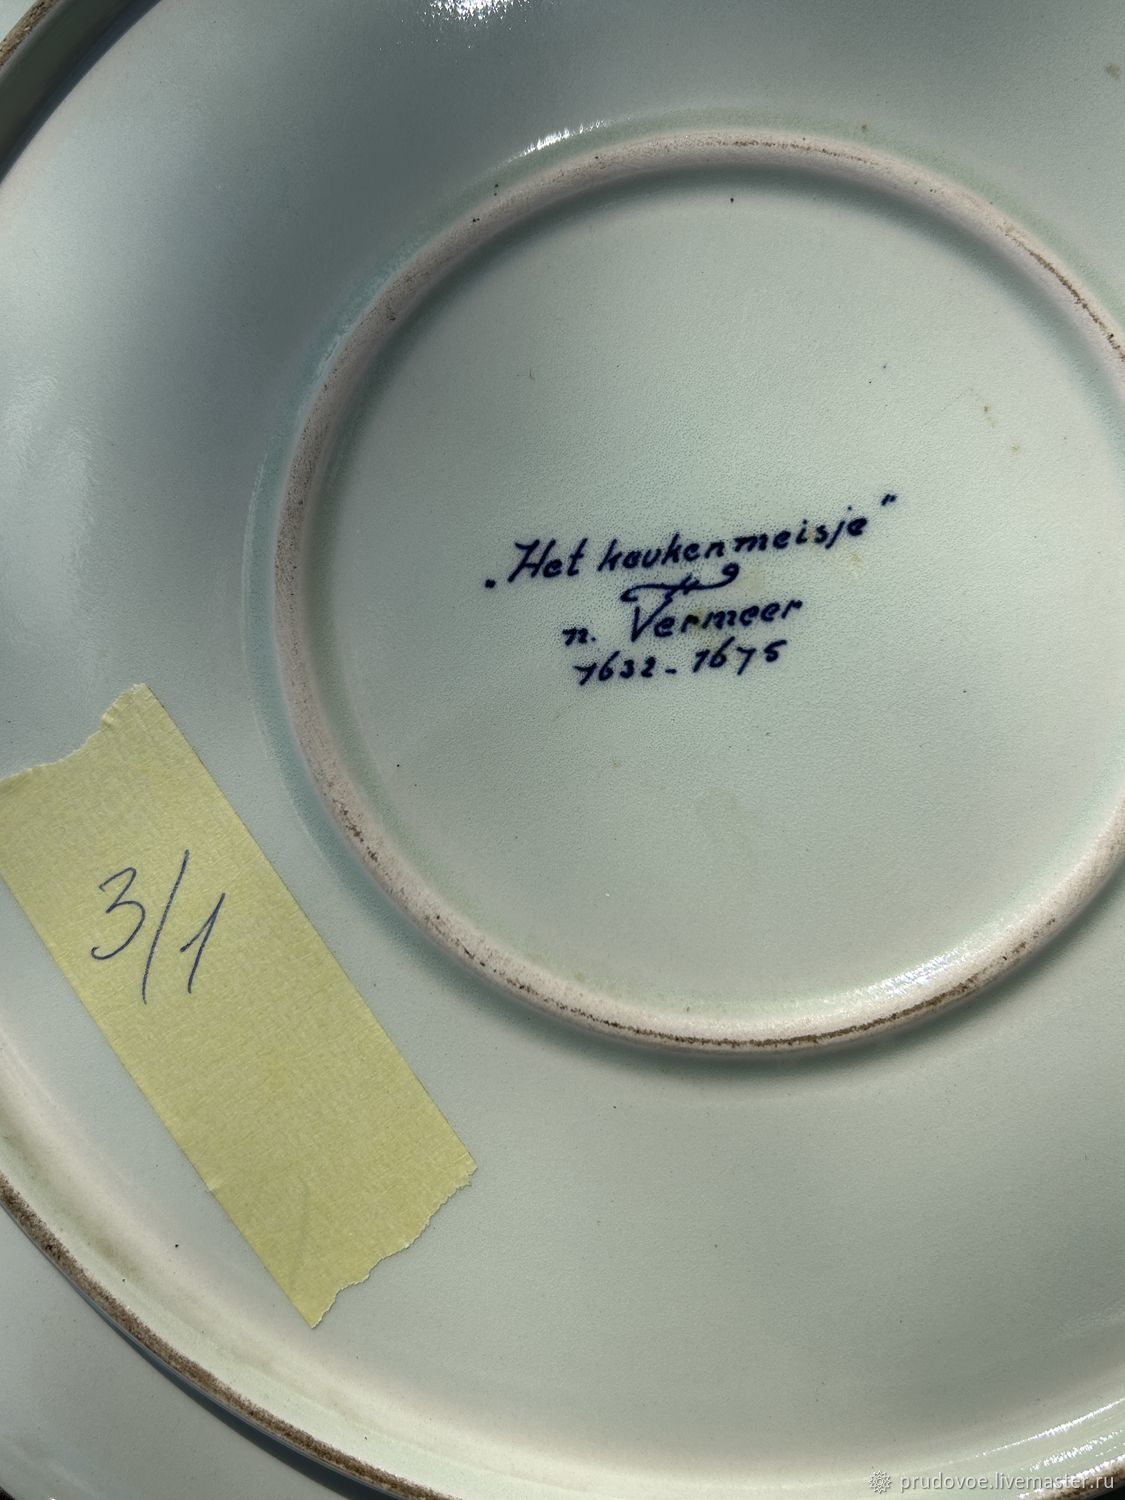 „Het keukenmeisje"
n. Vermeer
1632-1675
3/1
prudovoe.livemaster.ru